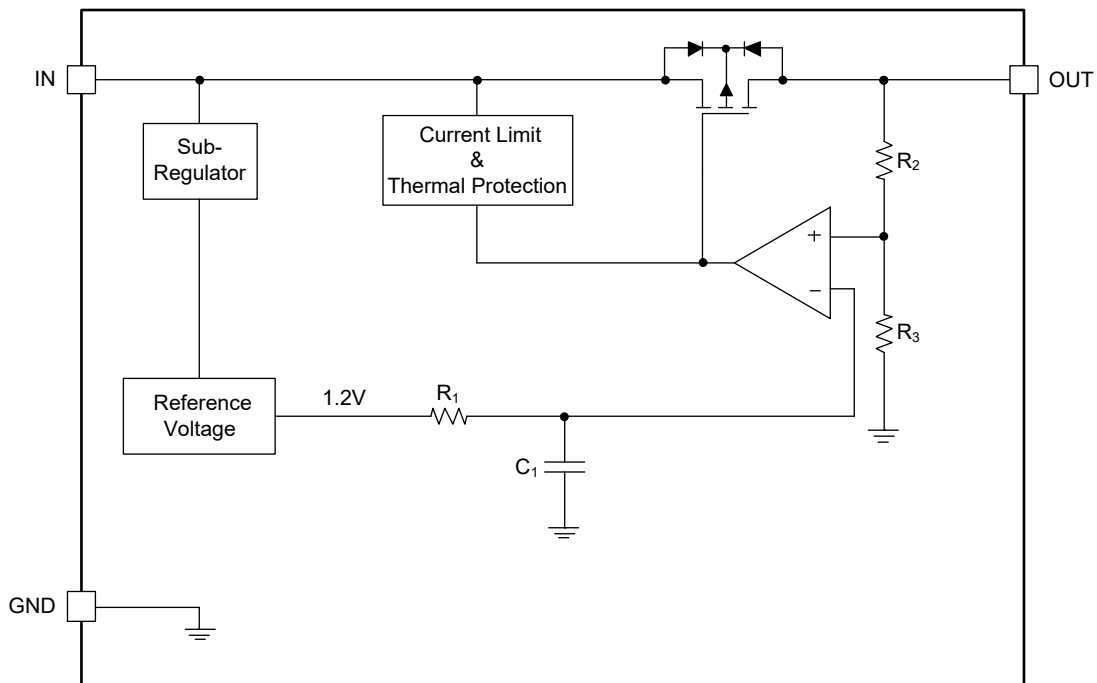 IN
OUT
Sub-
Regulator
Current Limit
&
Thermal Protection
R2
+
−
R3
Reference
Voltage
1.2V
R1
C1
GND